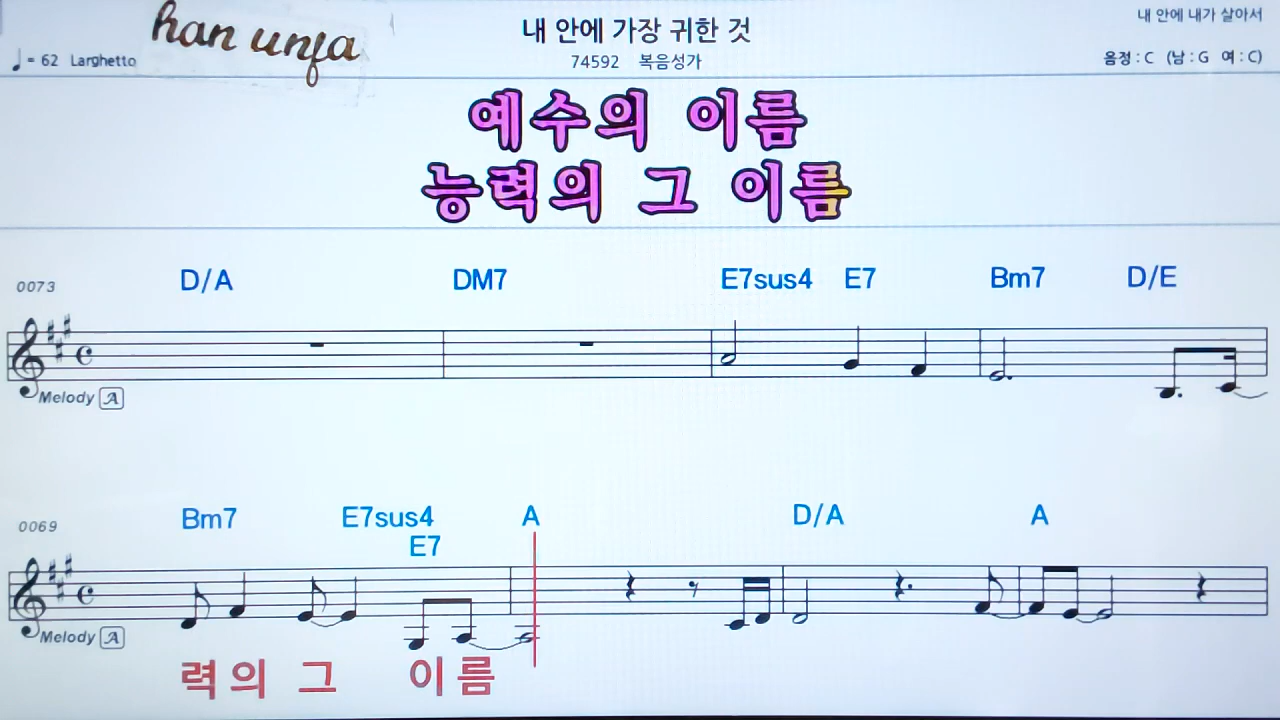 han unja
내 안에 가장 귀한 것
내 안에 내가 살아서
♩= 62 Larghetto
74592 복음성가
음정 : C (남 : G 여 : C)
예수의 이름
능력의 그 이름
0073 D/A DM7 E7sus4 E7 Bm7 D/E
Melody A
0069 Bm7 E7sus4 E7 A D/A A
Melody A
력의 그 이름